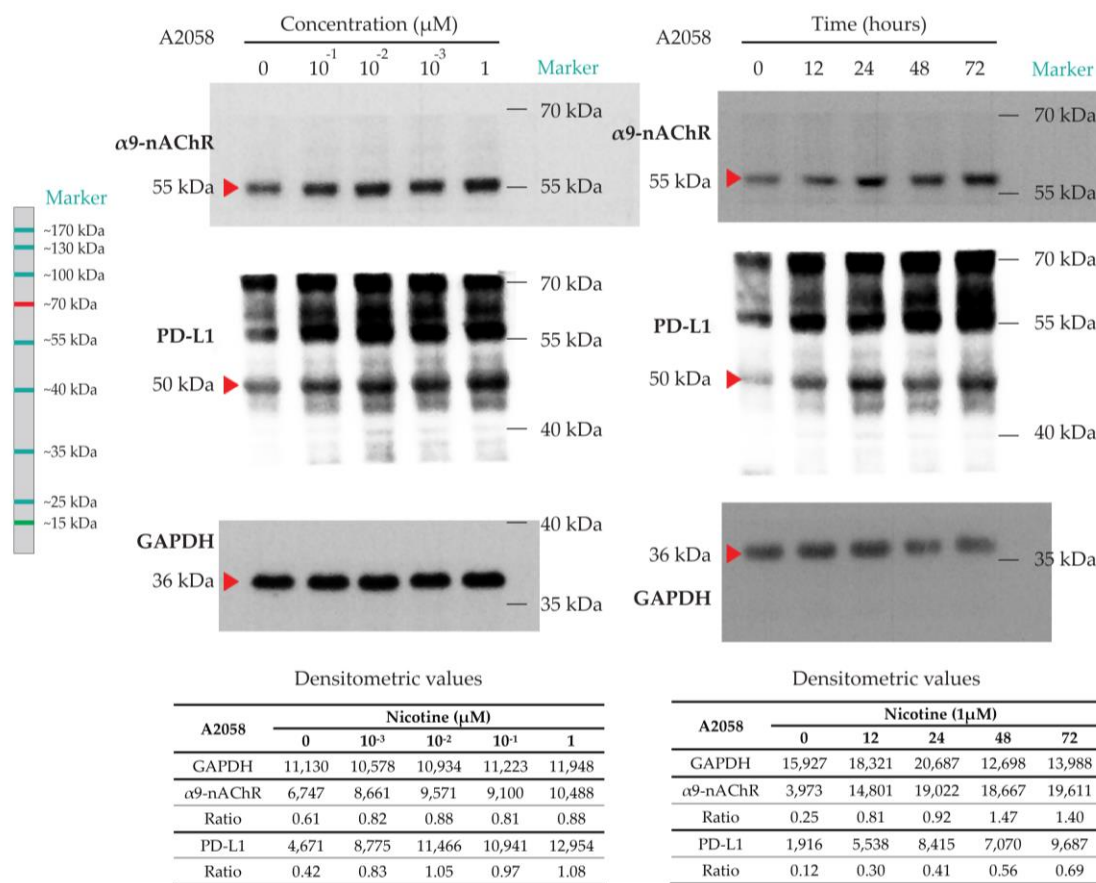 Concentration (µM)
A2058
0 10-1 10-2 10-3 1 Marker
70 kDa
α9-nAChR
55 kDa 55 kDa
Marker
~170 kDa
~130 kDa
~100 kDa
~70 kDa
~55 kDa
~40 kDa
~35 kDa
~25 kDa
~15 kDa
70 kDa
PD-L1
55 kDa
50 kDa
40 kDa
40 kDa
GAPDH
36 kDa
35 kDa
Time (hours)
A2058
0 12 24 48 72 Marker
70 kDa
α9-nAChR
55 kDa 55 kDa
70 kDa
PD-L1 55 kDa
50 kDa
40 kDa
36 kDa 35 kDa
GAPDH
Densitometric values
A2058 Nicotine (µM)
0 10-3 10-2 10-1 1
GAPDH 11,130 10,578 10,934 11,223 11,948
α9-nAChR 6,747 8,661 9,571 9,100 10,488
Ratio 0.61 0.82 0.88 0.81 0.88
PD-L1 4,671 8,775 11,466 10,941 12,954
Ratio 0.42 0.83 1.05 0.97 1.08
Densitometric values
A2058 Nicotine (1µM)
0 12 24 48 72
GAPDH 15,927 18,321 20,687 12,698 13,988
α9-nAChR 3,973 14,801 19,022 18,667 19,611
Ratio 0.25 0.81 0.92 1.47 1.40
PD-L1 1,916 5,538 8,415 7,070 9,687
Ratio 0.12 0.30 0.41 0.56 0.69